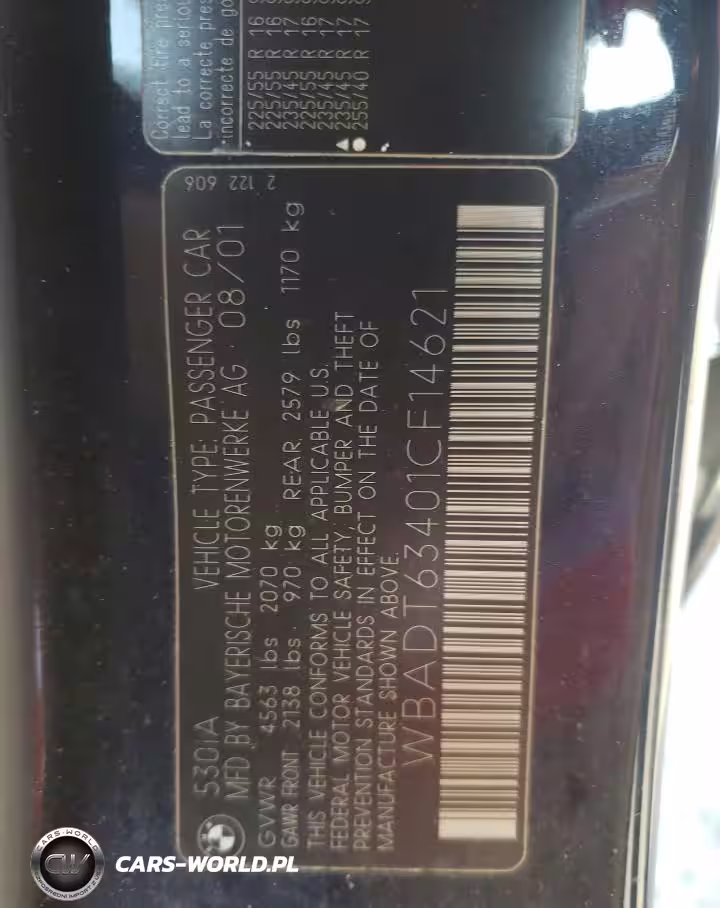 Correct tire pres
lead to a seriou
La correcte pres
incorrecte de go
225/55 R 16
225/55 R 16
235/45 R 17
225/55 R 16
235/45 R 17
235/45 R 17
255/40 R 17
2 122 606
530iA VEHICLE TYPE: PASSENGER CAR
MFD BY BAYERISCHE MOTORENWERKE AG 08/01
GVWR 4563 lbs 2070 kg
GAWR FRONT 2138 lbs 970 kg REAR 2579 lbs 1170 kg
THIS VEHICLE CONFORMS TO ALL APPLICABLE U.S.
FEDERAL MOTOR VEHICLE SAFETY, BUMPER AND THEFT
PREVENTION STANDARDS IN EFFECT ON THE DATE OF
MANUFACTURE SHOWN ABOVE.
WBADT63401CF14621
CARS-WORLD
CW
CARS-WORLD.PL